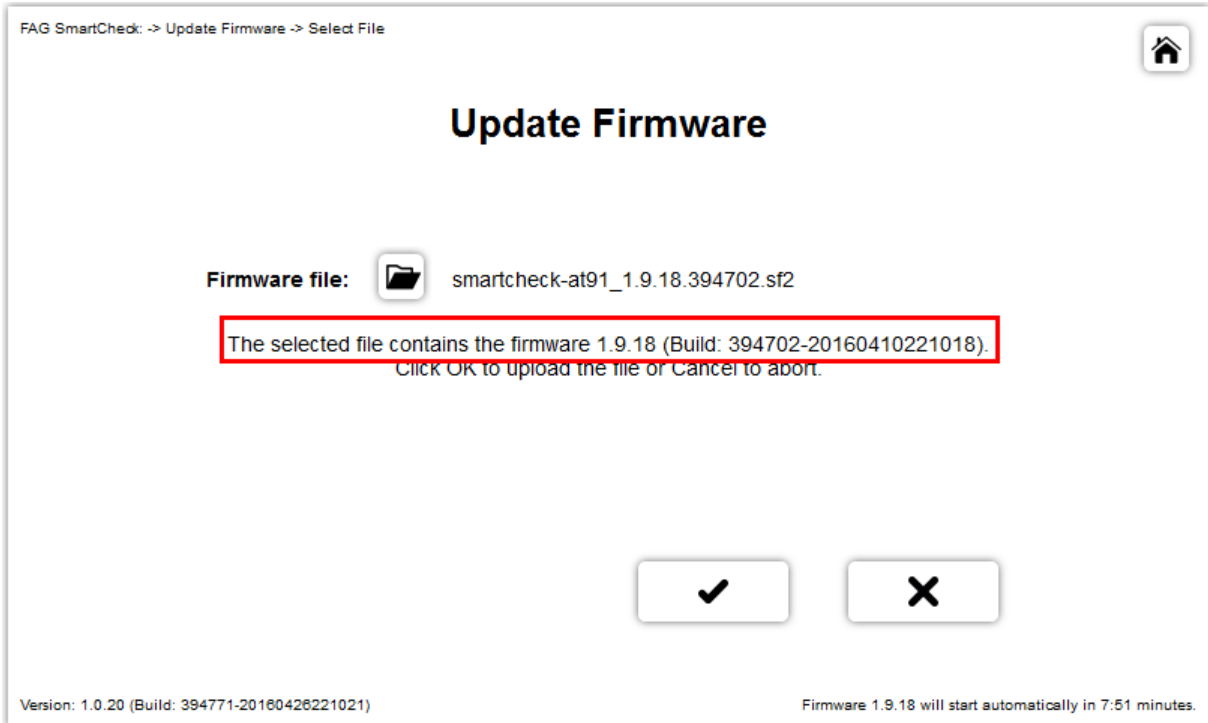 FAG SmartCheck: -> Update Firmware -> Select File
Update Firmware
Firmware file: smartcheck-at91_1.9.18.394702.sf2
The selected file contains the firmware 1.9.18 (Build: 394702-20160410221018).
Click OK to upload the file or Cancel to abort.
Version: 1.0.20 (Build: 394771-20160426221021)
Firmware 1.9.18 will start automatically in 7:51 minutes.